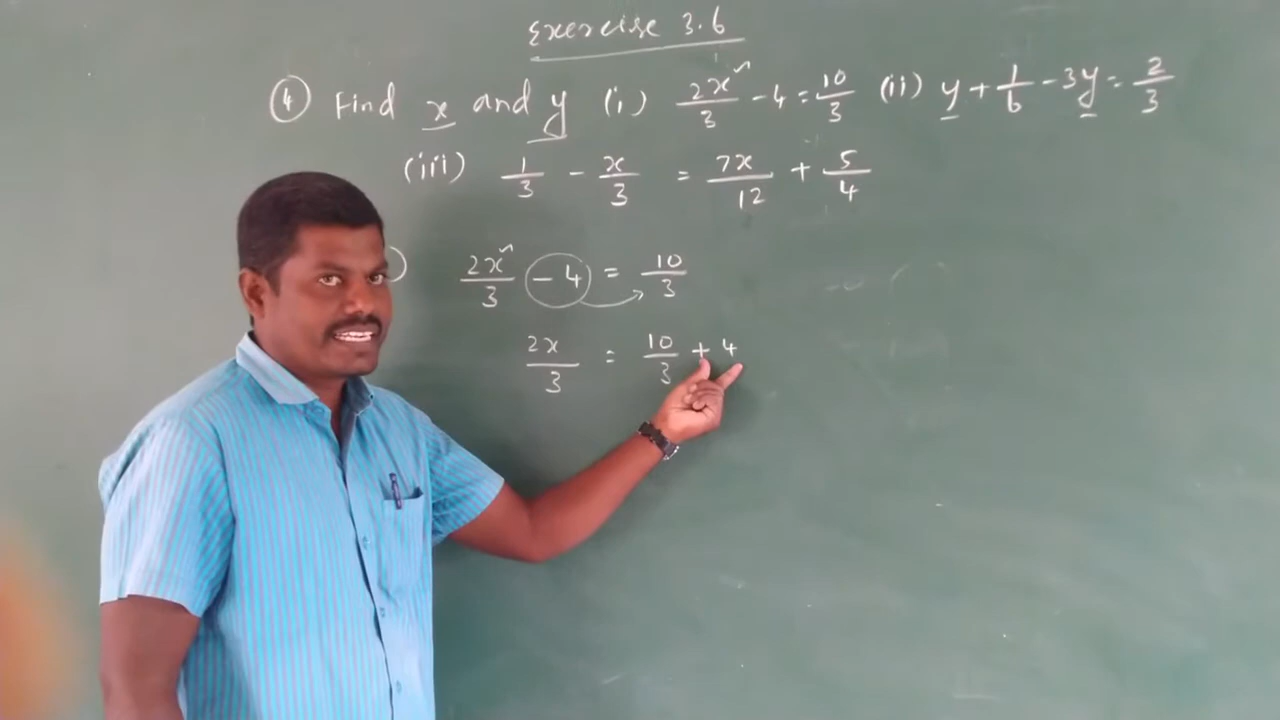 Exercise 3.6
④ Find x and y (i) 2x/3 - 4 = 10/3 (ii) y + 1/6 - 3y = 2/3
(iii) 1/3 - x/3 = 7x/12 + 5/4
) 2x/3 - 4 = 10/3
2x/3 = 10/3 + 4